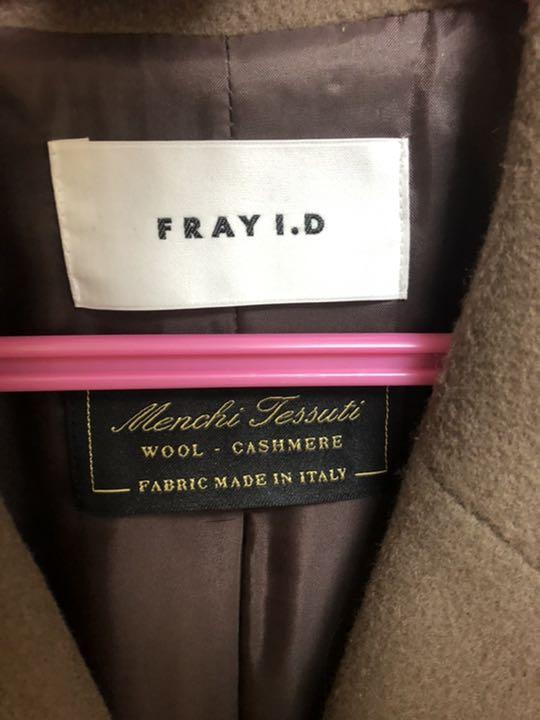 FRAY I.D
Menchi Tessuti
WOOL - CASHMERE
FABRIC MADE IN ITALY